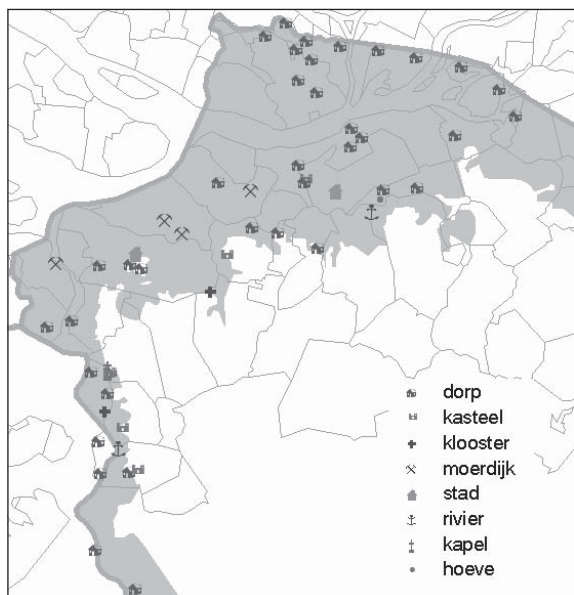 dorp
kasteel
klooster
moerdijk
stad
rivier
kapel
hoeve